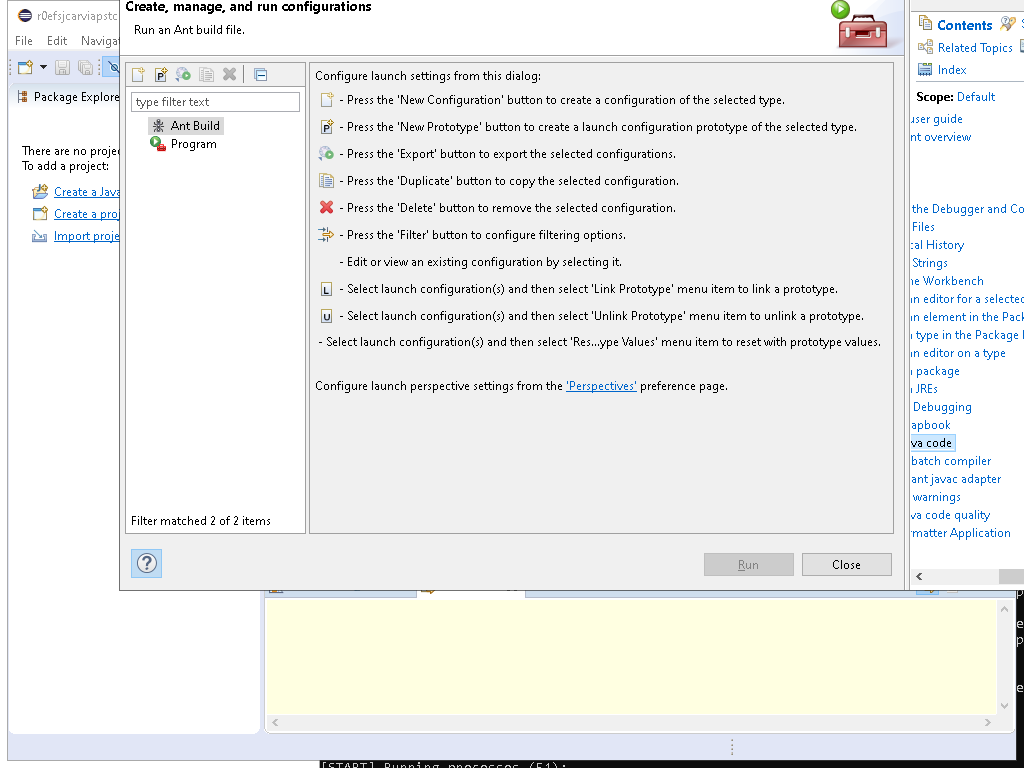 Create, manage, and run configurations
Run an Ant build file.
r0efsjcarviapstc
File Edit Naviga
Package Explore
There are no projec
To add a project:
Create a Java
Create a proj
Import proje
type filter text
Ant Build
Program
Filter matched 2 of 2 items
Configure launch settings from this dialog:
- Press the 'New Configuration' button to create a configuration of the selected type.
- Press the 'New Prototype' button to create a launch configuration prototype of the selected type.
- Press the 'Export' button to export the selected configurations.
- Press the 'Duplicate' button to copy the selected configuration.
- Press the 'Delete' button to remove the selected configuration.
- Press the 'Filter' button to configure filtering options.
- Edit or view an existing configuration by selecting it.
- Select launch configuration(s) and then select 'Link Prototype' menu item to link a prototype.
- Select launch configuration(s) and then select 'Unlink Prototype' menu item to unlink a prototype.
- Select launch configuration(s) and then select 'Res...ype Values' menu item to reset with prototype values.
Configure launch perspective settings from the 'Perspectives' preference page.
Run
Close
Contents
Related Topics
Index
Scope: Default
user guide
nt overview
the Debugger and Co
Files
cal History
Strings
he Workbench
an editor for a selected
an element in the Pack
type in the Package
an editor on a type
package
JREs
Debugging
apbook
va code
batch compiler
ant javac adapter
warnings
va code quality
rmatter Application
[START] Running processes (51):